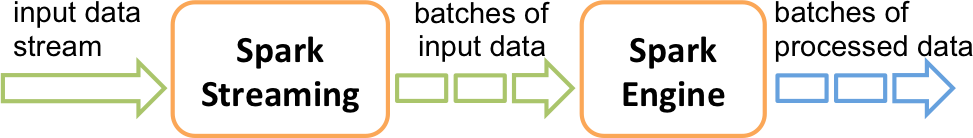 input data
stream
Spark
Streaming
batches of
input data
Spark
Engine
batches of
processed data